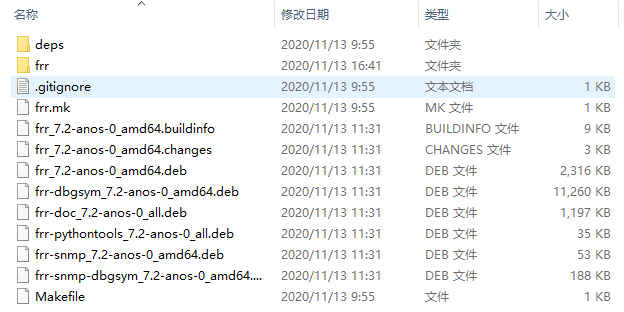 名称 修改日期 类型 大小
deps 2020/11/13 9:55 文件夹
frr 2020/11/13 16:41 文件夹
.gitignore 2020/11/13 9:55 文本文档 1 KB
frr.mk 2020/11/13 9:55 MK 文件 1 KB
frr_7.2-anos-0_amd64.buildinfo 2020/11/13 11:31 BUILDINFO 文件 9 KB
frr_7.2-anos-0_amd64.changes 2020/11/13 11:31 CHANGES 文件 3 KB
frr_7.2-anos-0_amd64.deb 2020/11/13 11:31 DEB 文件 2,316 KB
frr-dbgsym_7.2-anos-0_amd64.deb 2020/11/13 11:31 DEB 文件 11,260 KB
frr-doc_7.2-anos-0_all.deb 2020/11/13 11:31 DEB 文件 1,197 KB
frr-pythontools_7.2-anos-0_all.deb 2020/11/13 11:31 DEB 文件 35 KB
frr-snmp_7.2-anos-0_amd64.deb 2020/11/13 11:31 DEB 文件 53 KB
frr-snmp-dbgsym_7.2-anos-0_amd64.... 2020/11/13 11:31 DEB 文件 188 KB
Makefile 2020/11/13 9:55 文件 1 KB